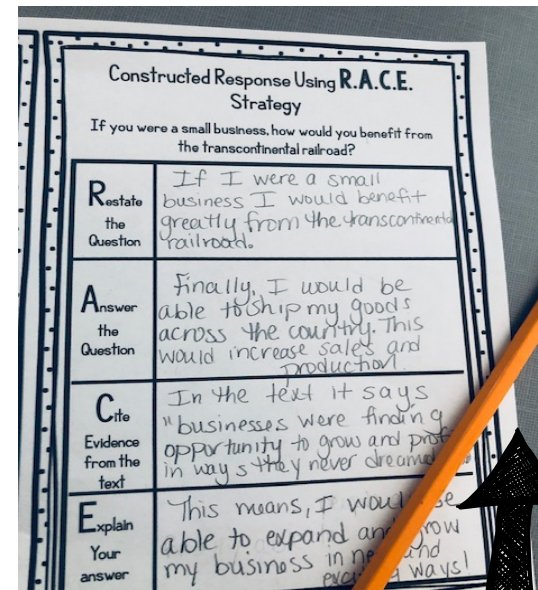 Constructed Response Using R.A.C.E.
Strategy
If you were a small business, how would you benefit from
the transcontinental railroad?
Restate
the
Question
If I were a small
business I would benefit
greatly from the transcontinental
railroad.
Answer
the
Question
Finally, I would be
able to ship my goods
across the country. This
would increase sales and
production.
Cite
Evidence
from the
text
In the text it says
"businesses were finding
opportunity to grow and
in ways they never
Explain
Your
answer
This means, I would be
able to expand and grow
my business in new and
exciting ways!